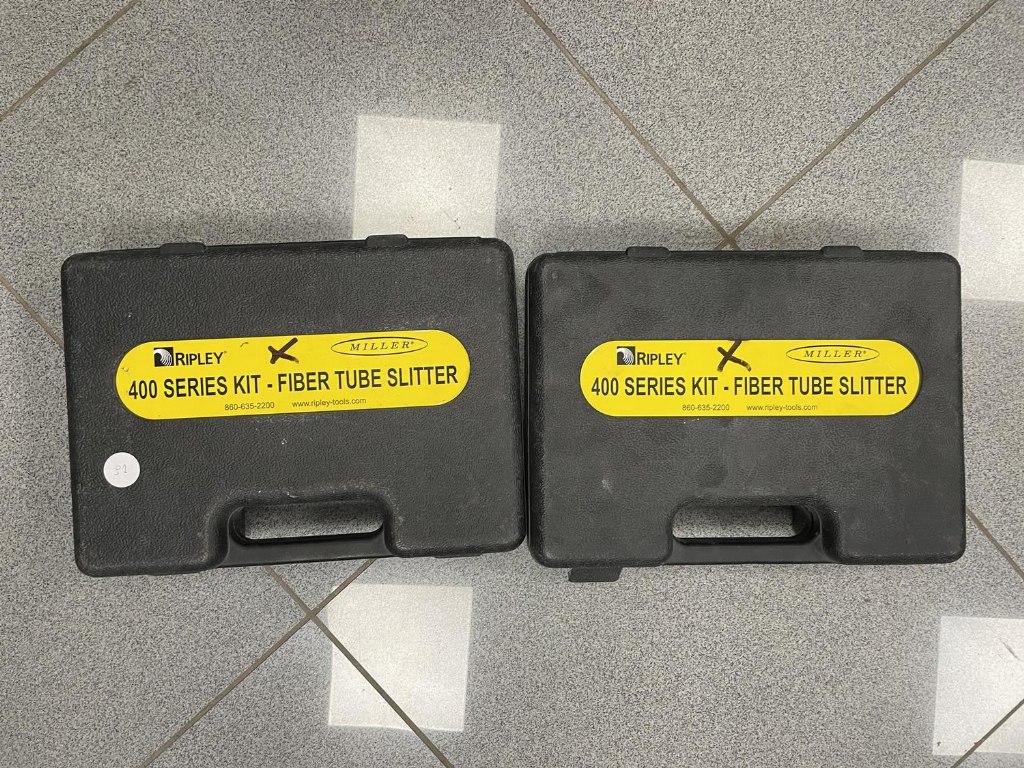 RIPLEY®
X
MILLER®
400 SERIES KIT - FIBER TUBE SLITTER
860-635-2200 www.ripley-tools.com
RIPLEY®
X
MILLER®
400 SERIES KIT - FIBER TUBE SLITTER
860-635-2200 www.ripley-tools.com